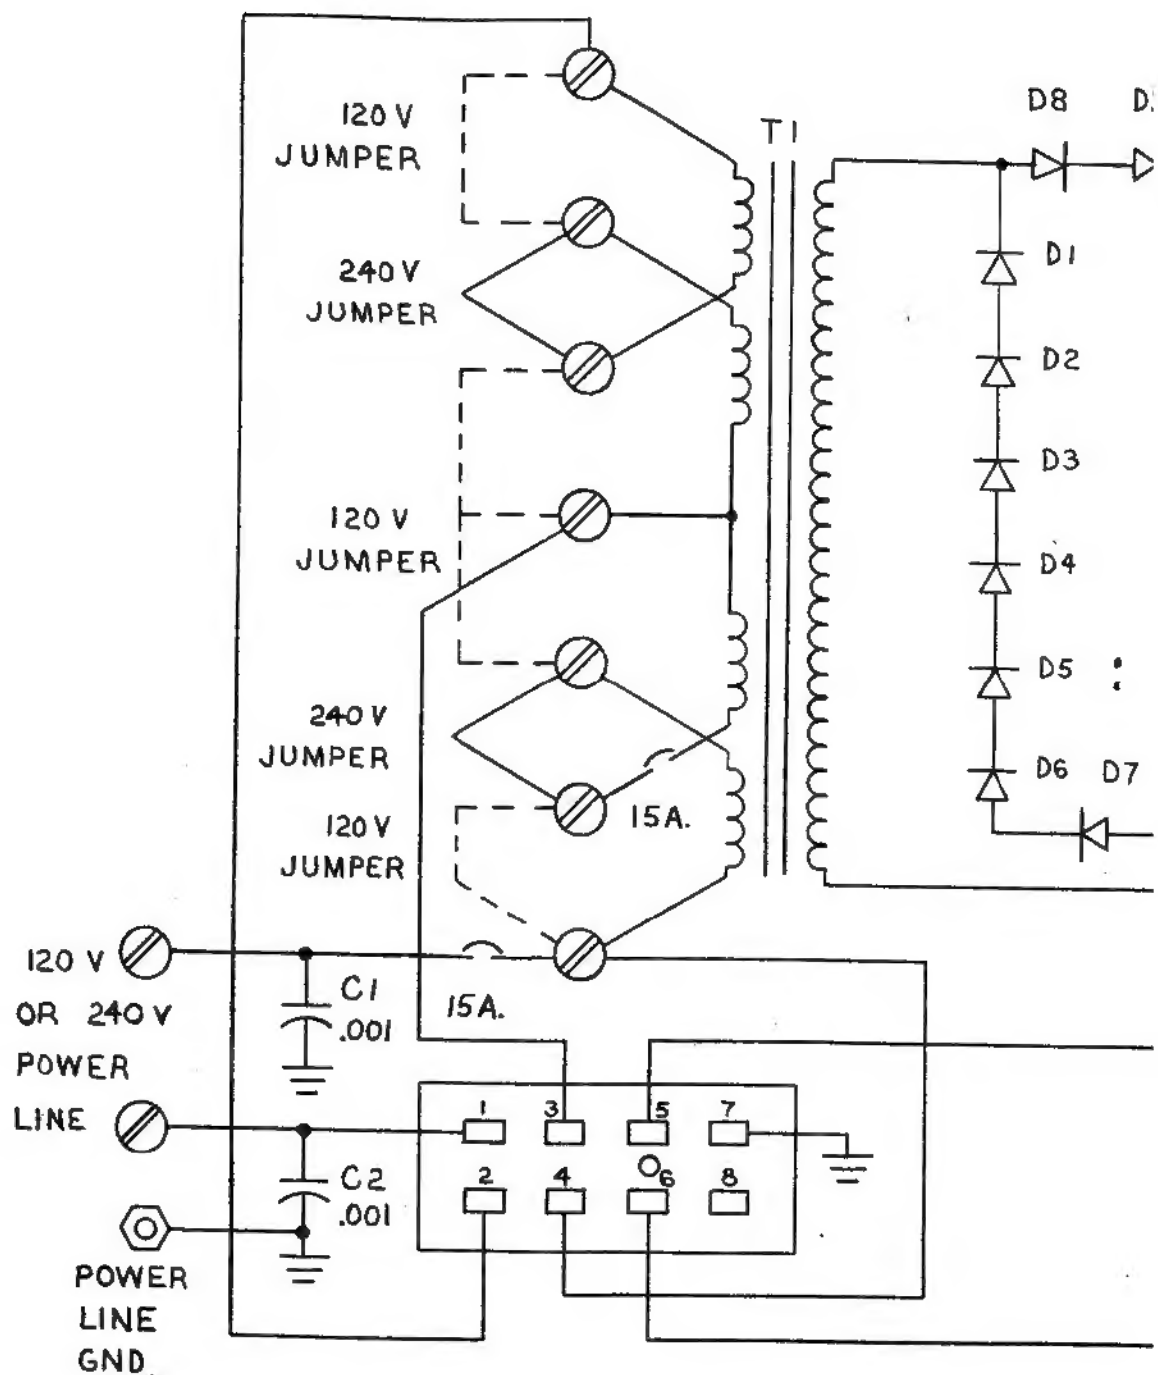 120 V
JUMPER
240 V
JUMPER
120 V
JUMPER
240 V
JUMPER
120 V
JUMPER
T1
D8
D1
D2
D3
D4
D5
D6 D7
15A.
120 V
OR 240 V
POWER
LINE
C1
.001
15A.
C2
.001
POWER
LINE
GND
1 3 5 7
2 4 6 8